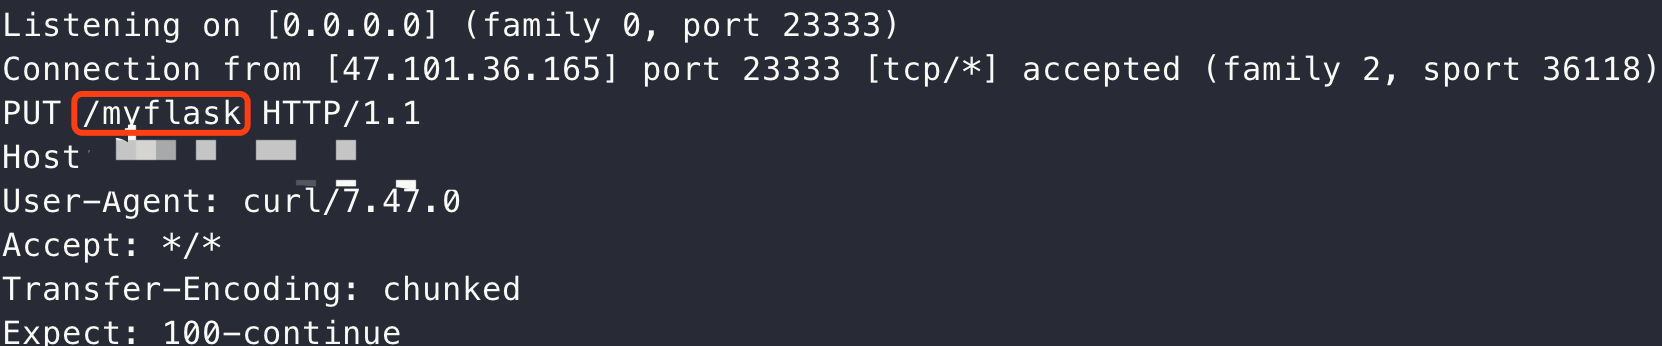 Listening on [0.0.0.0] (family 0, port 23333)
Connection from [47.101.36.165] port 23333 [tcp/*] accepted (family 2, sport 36118)
PUT /myflask HTTP/1.1
Host
User-Agent: curl/7.47.0
Accept: */*
Transfer-Encoding: chunked
Expect: 100-continue